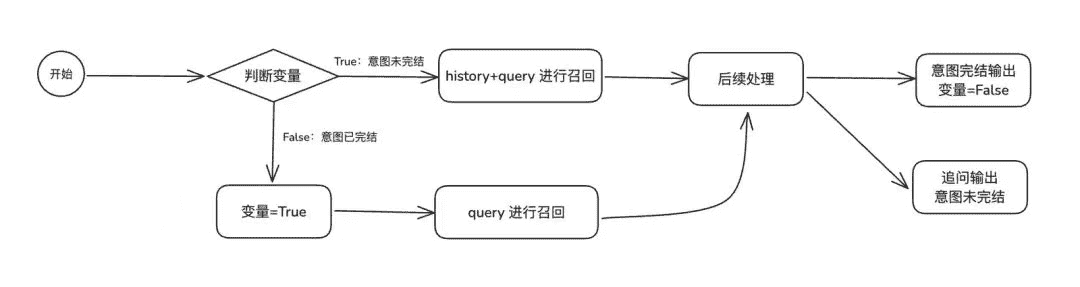 开始
判断变量
True：意图未完结
history+query 进行召回
后续处理
意图完结输出
变量=False
False：意图已完结
变量=True
query 进行召回
追问输出
意图未完结